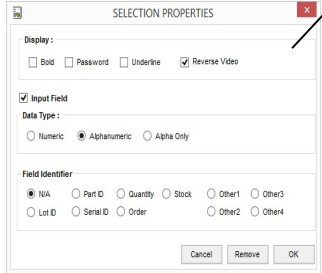 SELECTION PROPERTIES
x
Display :
Bold Password Underline Reverse Video
Input Field
Data Type :
Numeric Alphanumeric Alpha Only
Field Identifier
N/A Part ID Quantity Stock Other1 Other3
Lot ID Serial ID Order Other2 Other4
Cancel Remove OK